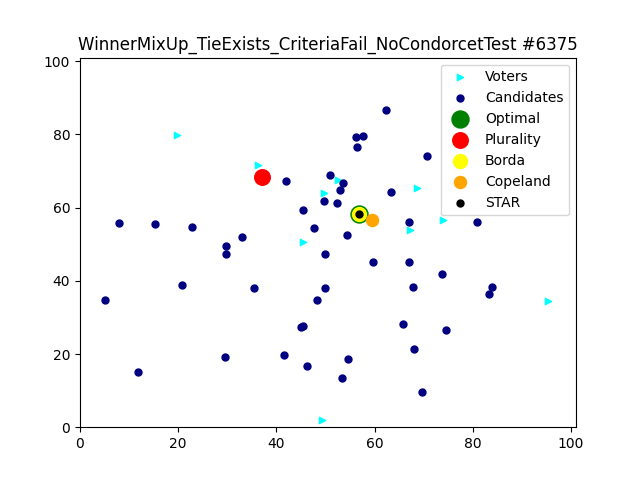 WinnerMixUp_TieExists_CriteriaFail_NoCondorcetTest #6375
Voters
Candidates
Optimal
Plurality
Borda
Copeland
STAR
100
80
60
40
20
0
0 20 40 60 80 100